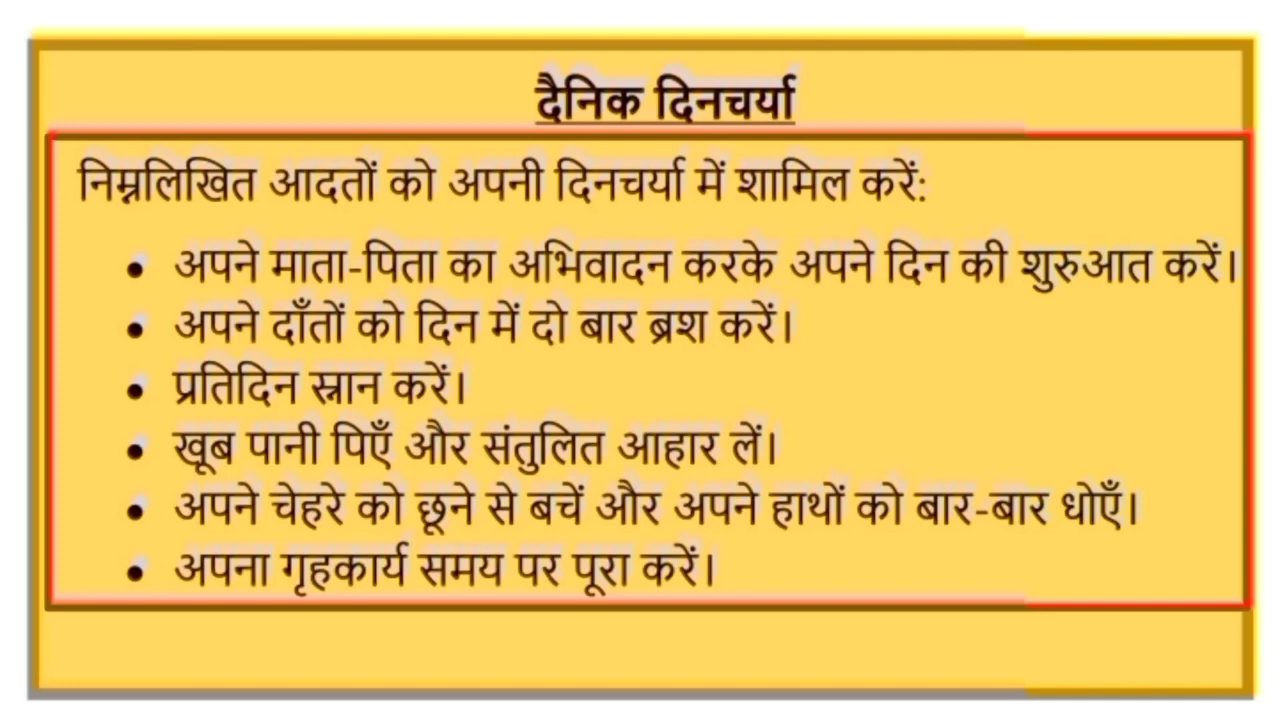 दैनिक दिनचर्या
निम्नलिखित आदतों को अपनी दिनचर्या में शामिल करें:
• अपने माता-पिता का अभिवादन करके अपने दिन की शुरुआत करें।
• अपने दाँतों को दिन में दो बार ब्रश करें।
• प्रतिदिन स्नान करें।
• खूब पानी पिएँ और संतुलित आहार लें।
• अपने चेहरे को छूने से बचें और अपने हाथों को बार-बार धोएँ।
• अपना गृहकार्य समय पर पूरा करें।